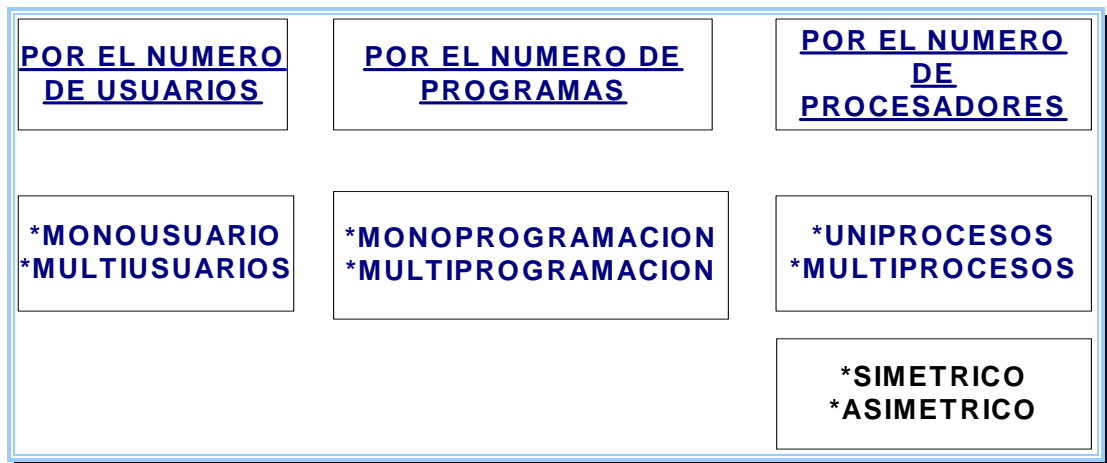 POR EL NUMERO
DE USUARIOS
POR EL NUMERO DE
PROGRAMAS
POR EL NUMERO
DE
PROCESADORES
*MONOUSUARIO
*MULTIUSUARIOS
*MONOPROGRAMACION
*MULTIPROGRAMACION
*UNIPROCESOS
*MULTIPROCESOS
*SIMETRICO
*ASIMETRICO